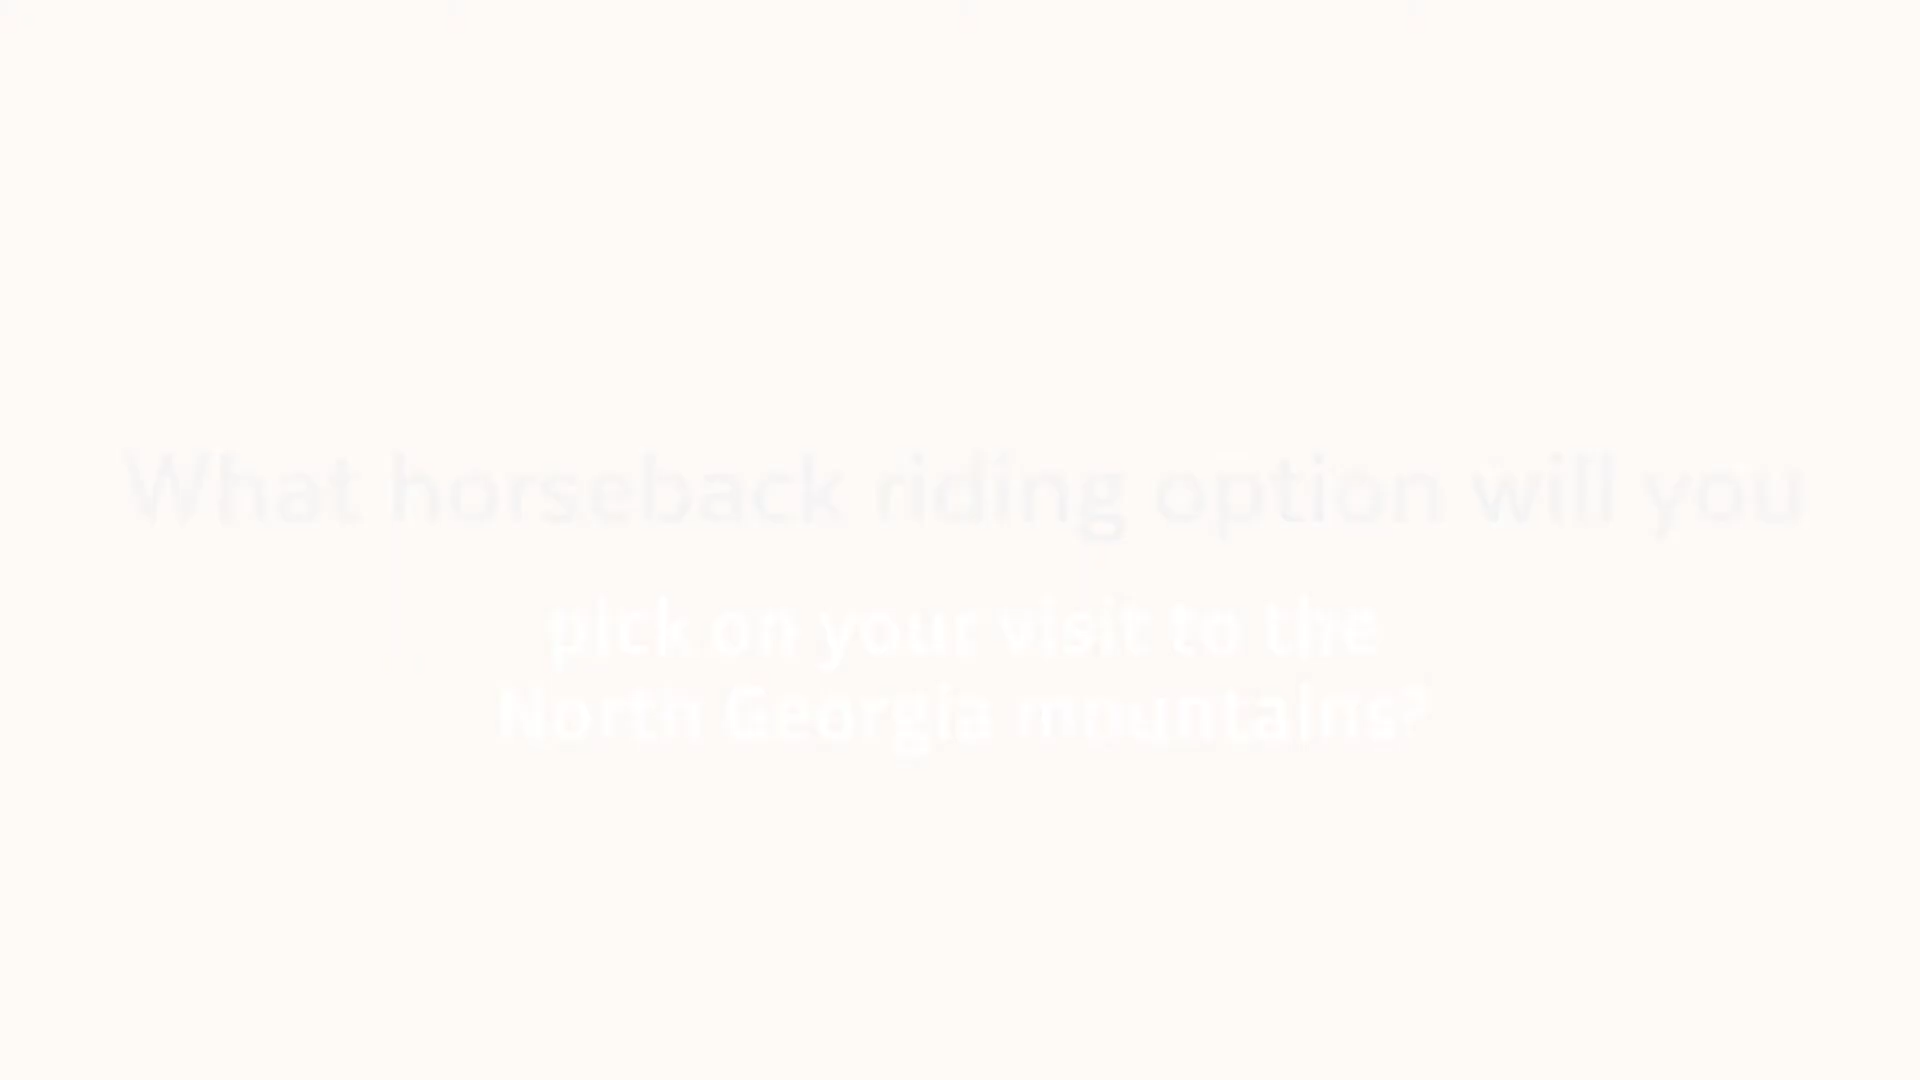 What horseback riding option will you
pick on your visit to the
North Georgia mountains?